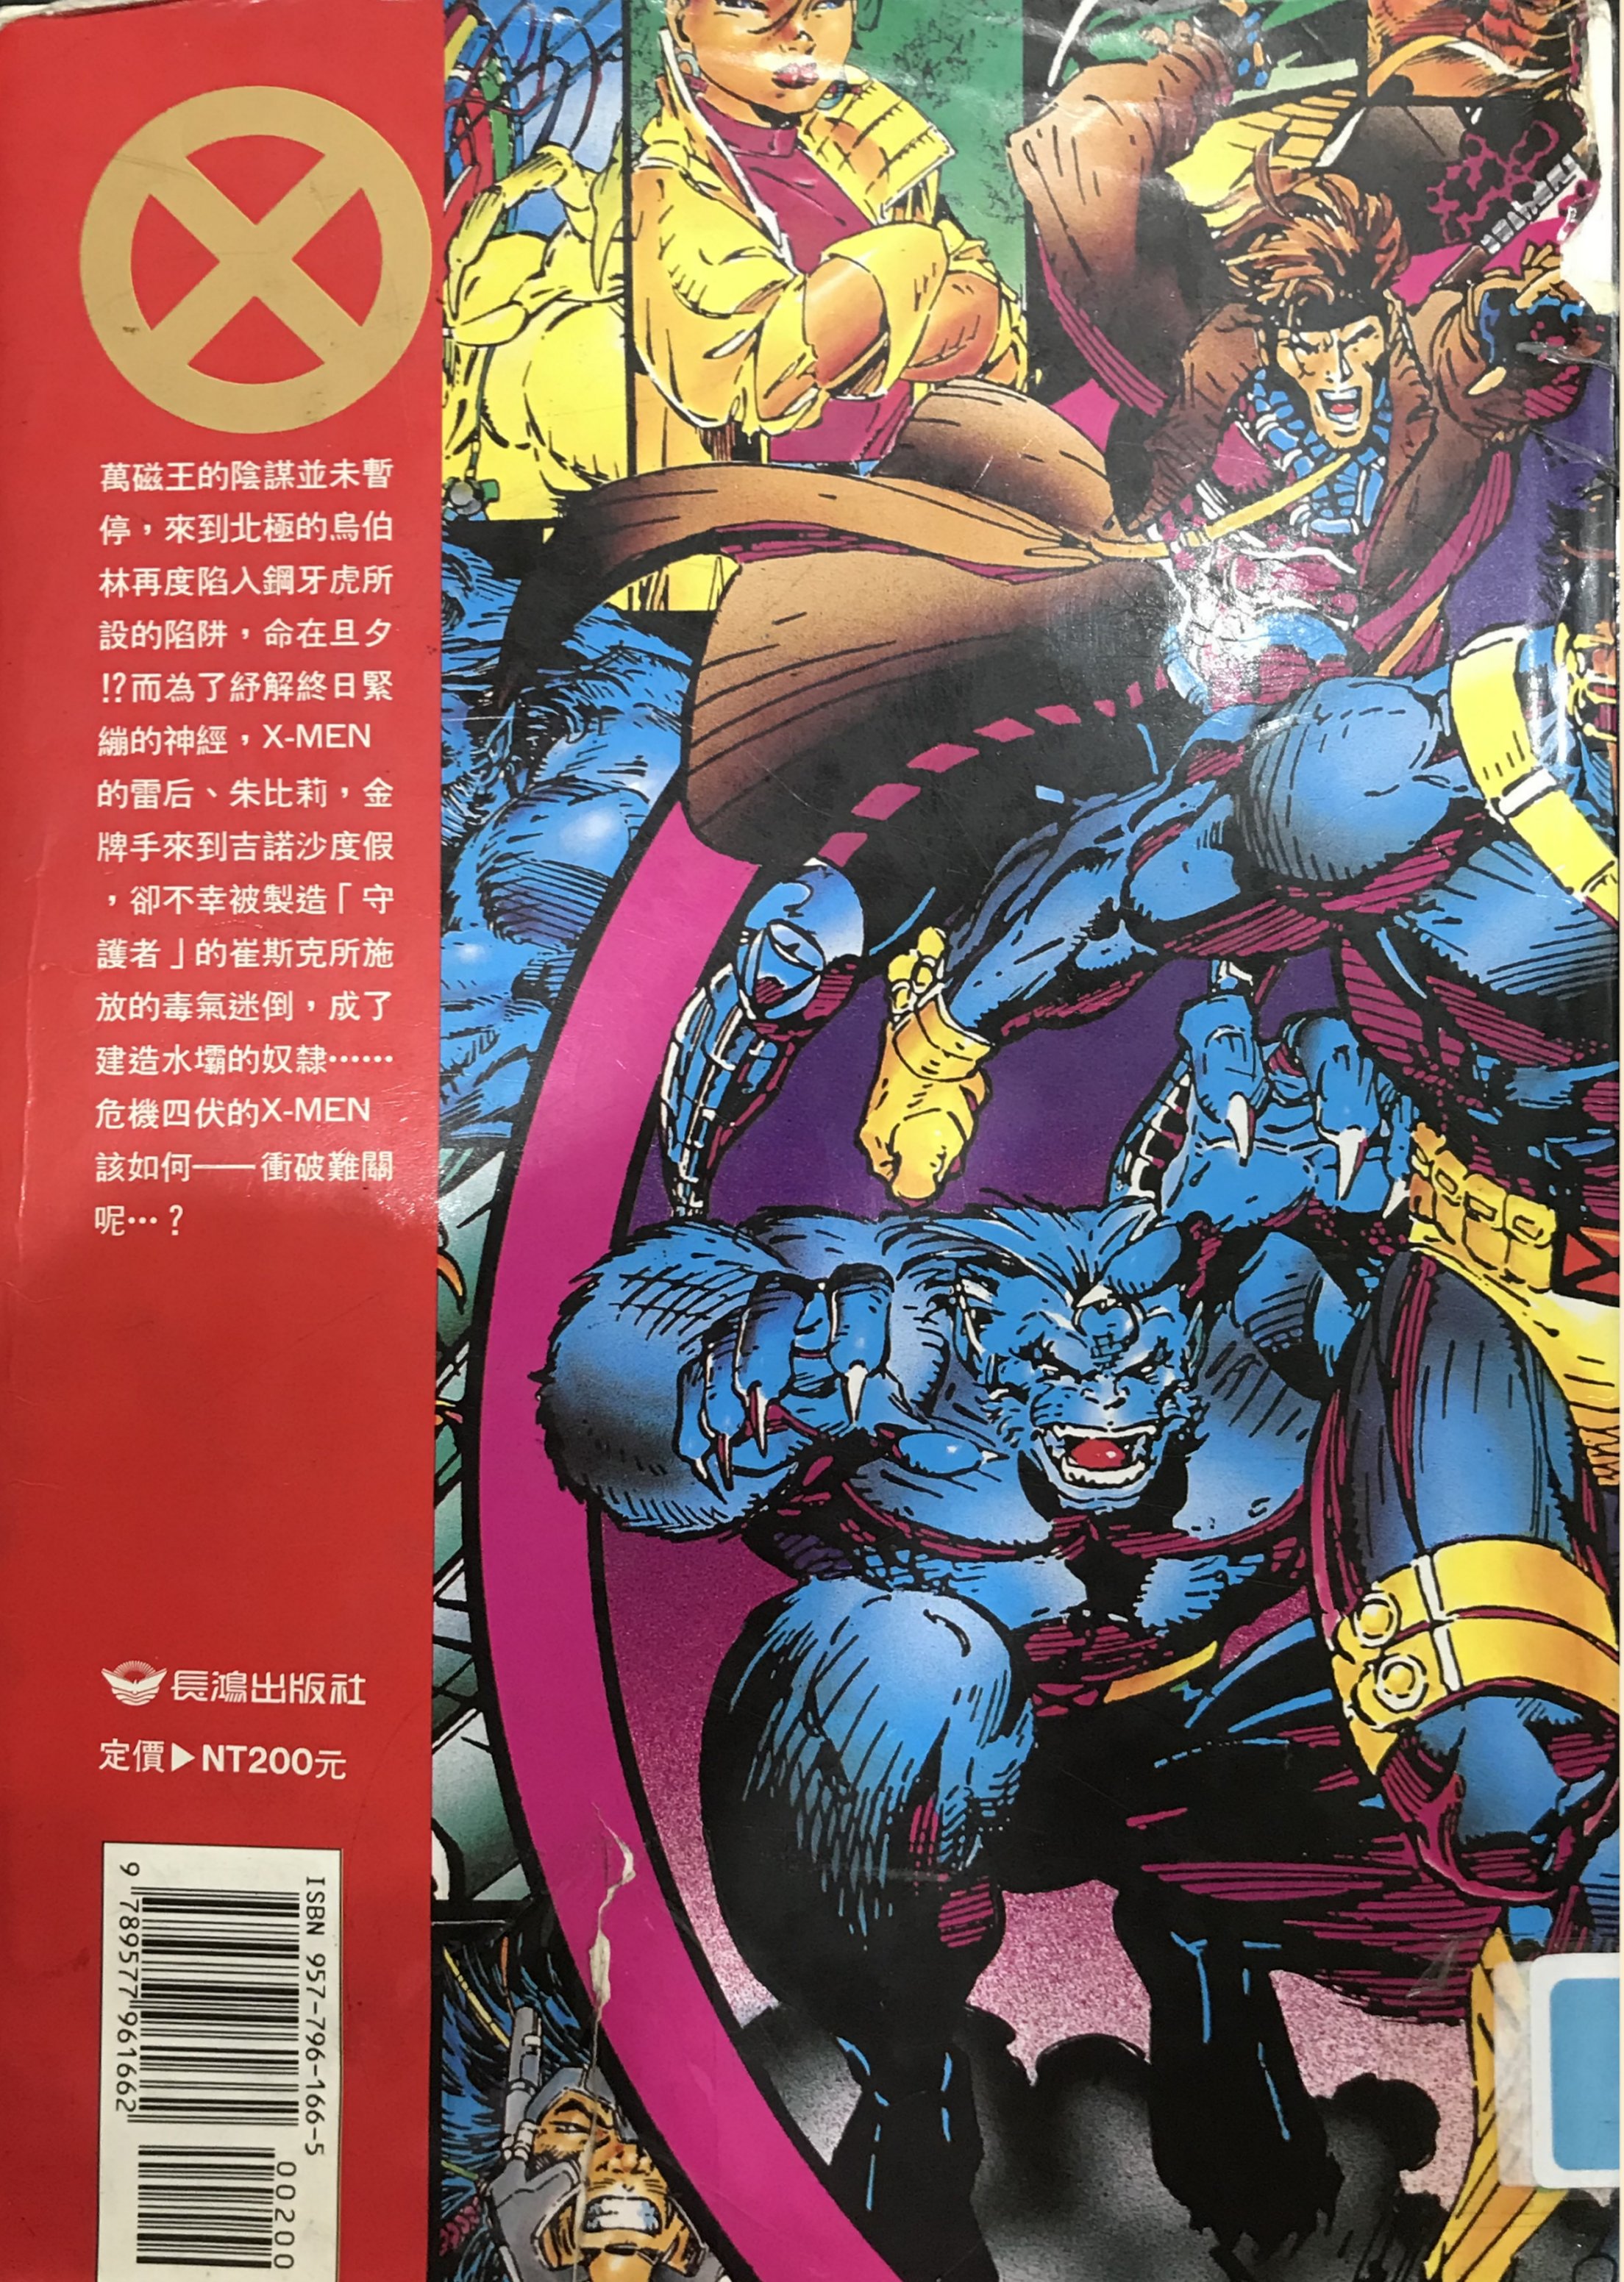 萬磁王的陰謀並未暫
停，來到北極的烏伯
林再度陷入鋼牙虎所
設的陷阱，命在旦夕
!?而為了紓解終日緊
繃的神經，X-MEN
的雷后、朱比莉，金
牌手來到吉諾沙度假
，卻不幸被製造「守
護者」的崔斯克所施
放的毒氣迷倒，成了
建造水壩的奴隸……
危機四伏的X-MEN
該如何──衝破難關
呢…？
長鴻出版社
定價▶NT200元
ISBN 957-796-166-5
9 789577 961662
00200